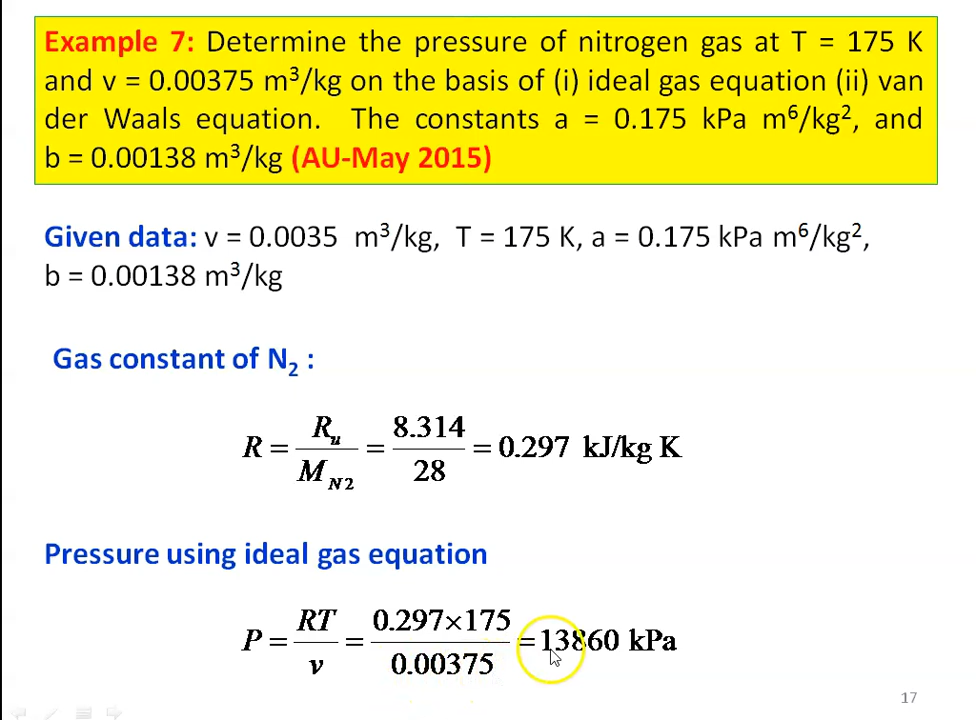 Example 7: Determine the pressure of nitrogen gas at T = 175 K
and v = 0.00375 m³/kg on the basis of (i) ideal gas equation (ii) van
der Waals equation. The constants a = 0.175 kPa m⁶/kg², and
b = 0.00138 m³/kg (AU-May 2015)
Given data: v = 0.0035 m³/kg, T = 175 K, a = 0.175 kPa m⁶/kg²,
b = 0.00138 m³/kg
Gas constant of N₂ :
R = Rᵤ / M_N2 = 8.314 / 28 = 0.297 kJ/kg K
Pressure using ideal gas equation
P = RT / v = 0.297×175 / 0.00375 = 13860 kPa
17